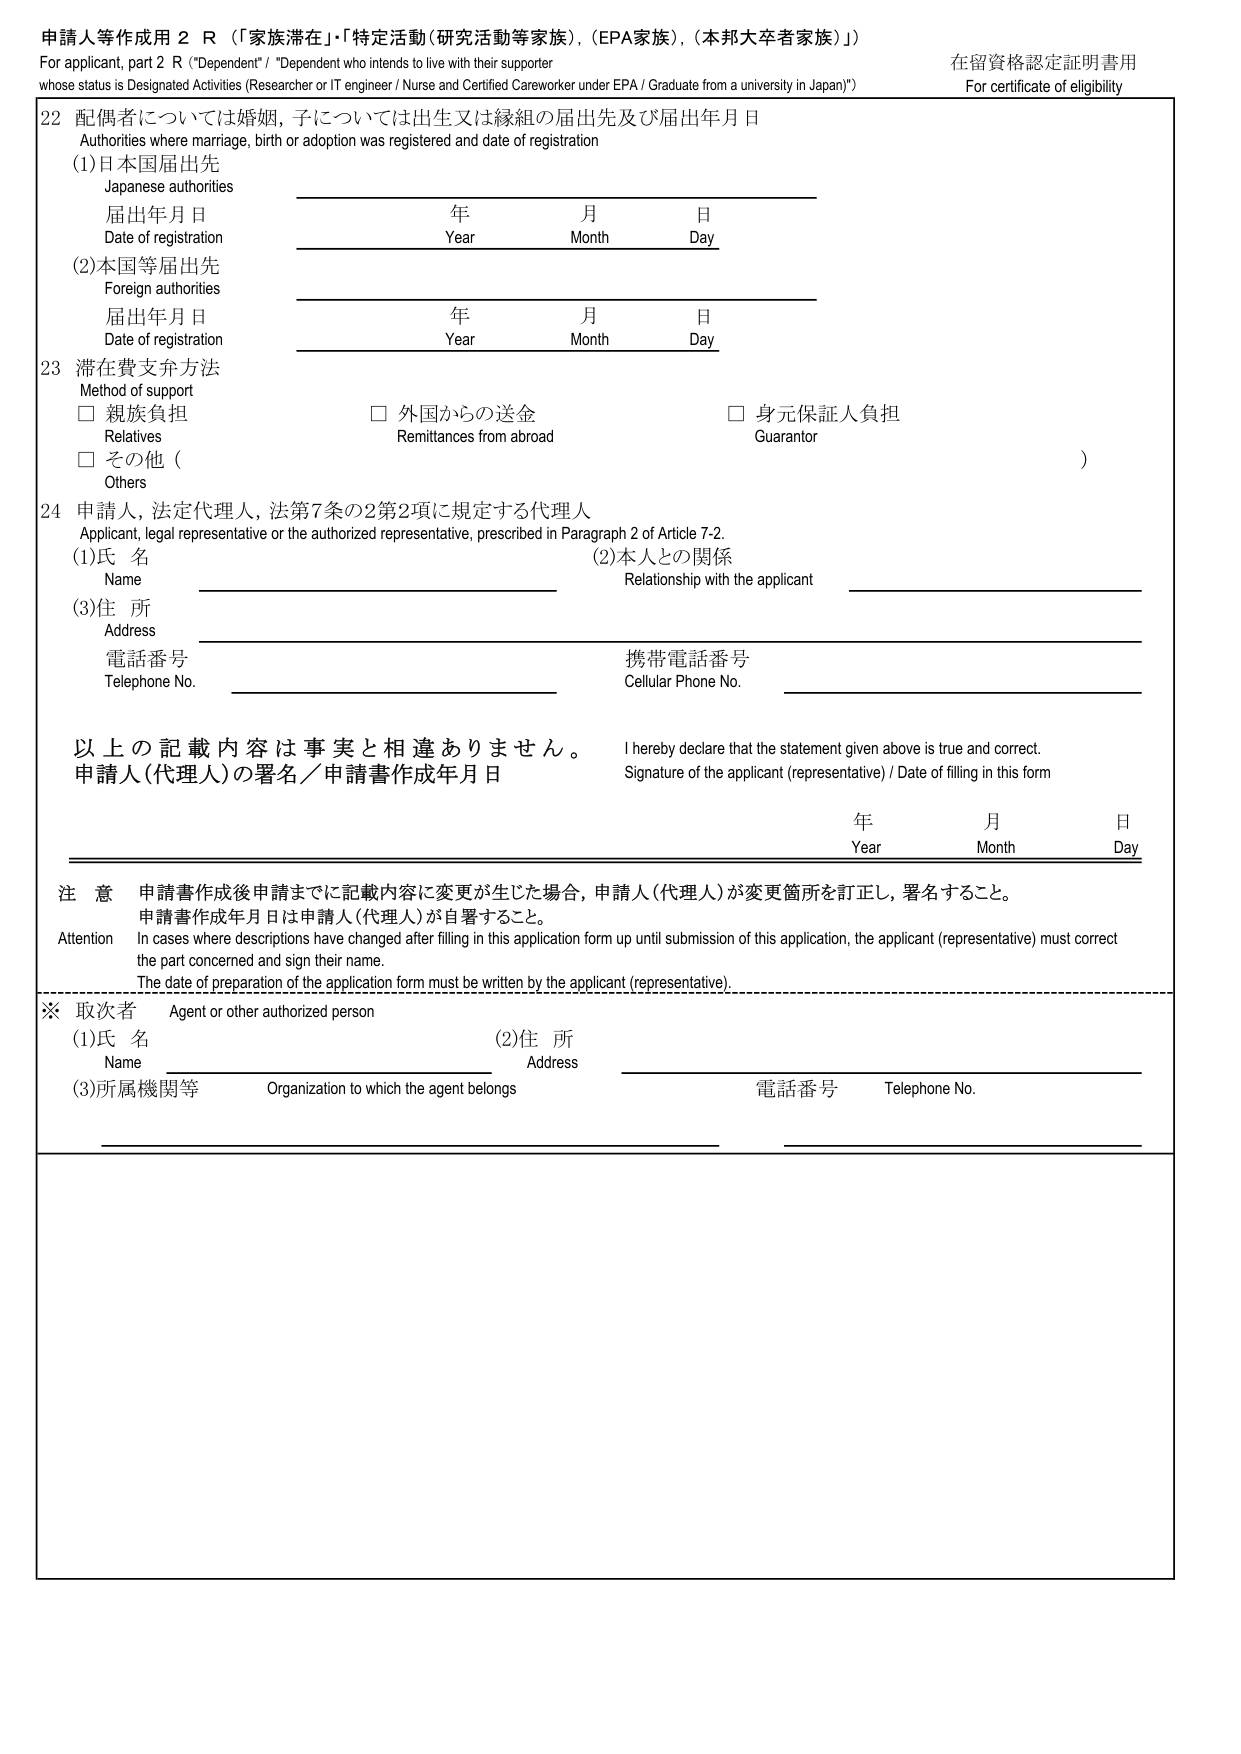 申請人等作成用 2 R （「家族滞在」・「特定活動（研究活動等家族），（EPA家族），（本邦大卒者家族）」）
For applicant, part 2 R ("Dependent" / "Dependent who intends to live with their supporter
在留資格認定証明書用
whose status is Designated Activities (Researcher or IT engineer / Nurse and Certified Careworker under EPA / Graduate from a university in Japan)")
For certificate of eligibility
22 配偶者については婚姻，子については出生又は縁組の届出先及び届出年月日
Authorities where marriage, birth or adoption was registered and date of registration
(1)日本国届出先
Japanese authorities
届出年月日 年 月 日
Date of registration Year Month Day
(2)本国等届出先
Foreign authorities
届出年月日 年 月 日
Date of registration Year Month Day
23 滞在費支弁方法
Method of support
□ 親族負担 □ 外国からの送金 □ 身元保証人負担
Relatives Remittances from abroad Guarantor
□ その他（ ）
Others
24 申請人，法定代理人，法第７条の２第２項に規定する代理人
Applicant, legal representative or the authorized representative, prescribed in Paragraph 2 of Article 7-2.
(1)氏 名 (2)本人との関係
Name Relationship with the applicant
(3)住 所
Address
電話番号 携帯電話番号
Telephone No. Cellular Phone No.
以上の記載内容は事実と相違ありません。 I hereby declare that the statement given above is true and correct.
申請人（代理人）の署名／申請書作成年月日 Signature of the applicant (representative) / Date of filling in this form
年 月 日
Year Month Day
注 意 申請書作成後申請までに記載内容に変更が生じた場合，申請人（代理人）が変更箇所を訂正し，署名すること。
申請書作成年月日は申請人（代理人）が自署すること。
Attention In cases where descriptions have changed after filling in this application form up until submission of this application, the applicant (representative) must correct
the part concerned and sign their name.
The date of preparation of the application form must be written by the applicant (representative).
※ 取次者 Agent or other authorized person
(1)氏 名 (2)住 所
Name Address
(3)所属機関等 Organization to which the agent belongs 電話番号 Telephone No.